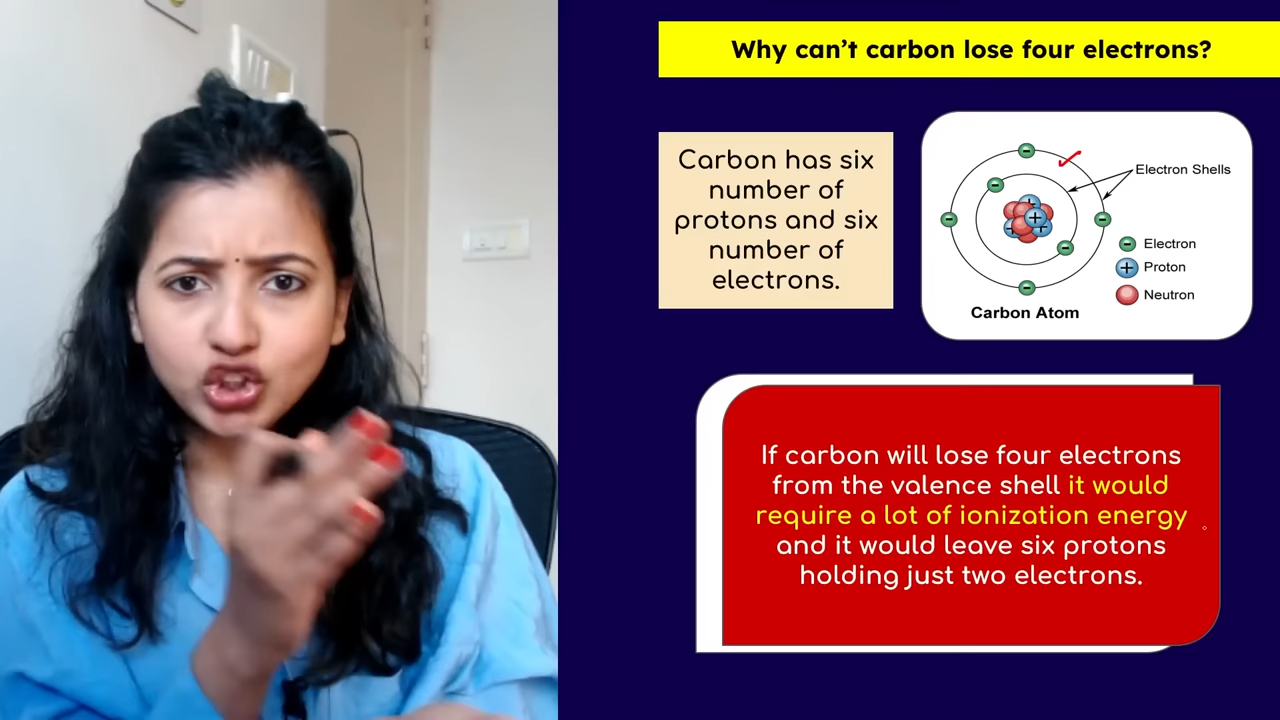 Why can’t carbon lose four electrons?
Carbon has six
number of
protons and six
number of
electrons.
Electron Shells
Electron
Proton
Neutron
Carbon Atom
If carbon will lose four electrons
from the valence shell it would
require a lot of ionization energy
and it would leave six protons
holding just two electrons.